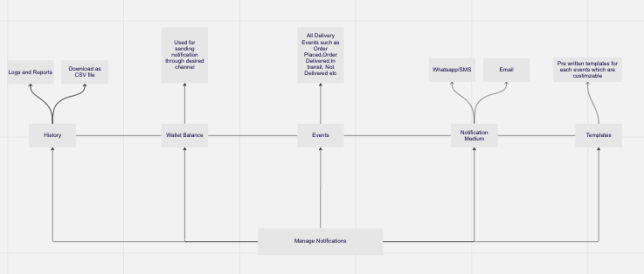 Used for
sending
notification
through desired
channel
All Delivery
Events such as
Order
Placed,Order
Delivered,In
transit, Not
Delivered etc
Logs and Reports
Download as
CSV file
Whatsapp/SMS
Email
Pre written templates for
each events which are
custimzable
History
Wallet Balance
Events
Notification
Medium
Templates
Manage Notifications